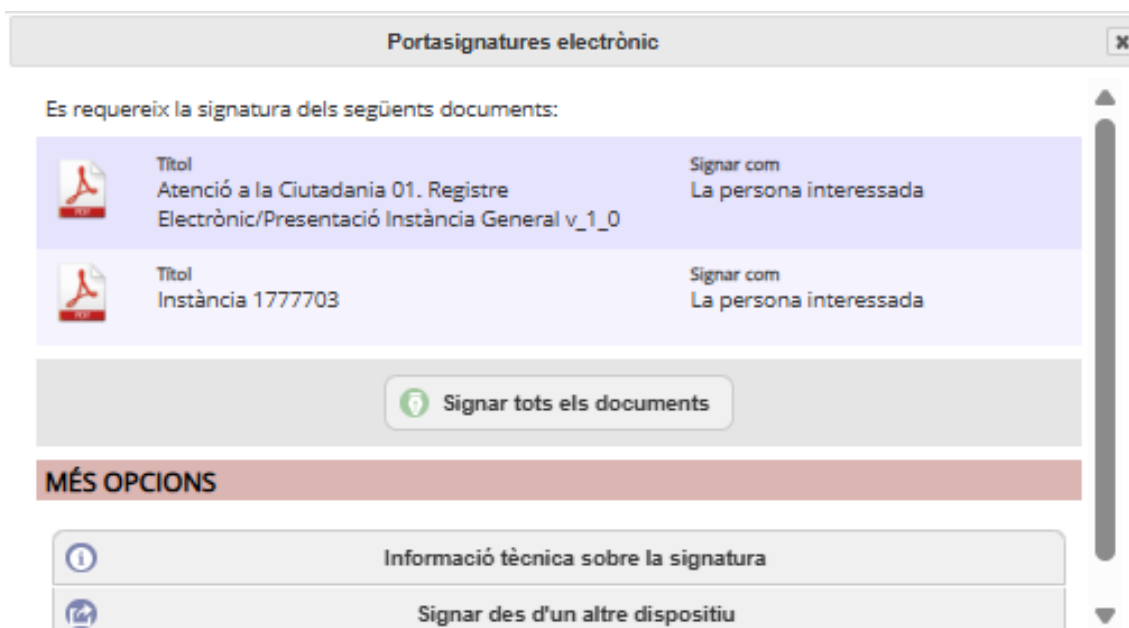 Portasignatures electrònic
Es requereix la signatura dels següents documents:
Títol
Atenció a la Ciutadania 01. Registre
Electrònic/Presentació Instància General v_1_0
Signar com
La persona interessada
Títol
Instància 1777703
Signar com
La persona interessada
Signar tots els documents
MÉS OPCIONS
Informació tècnica sobre la signatura
Signar des d'un altre dispositiu